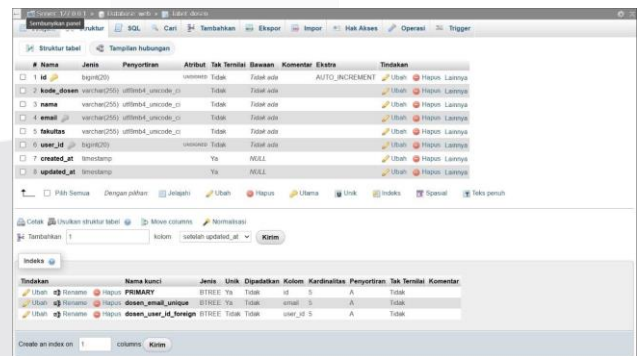 Server: 127.0.0.1 » Database: web » Tabel: dosen
Sembunyikan panel
Struktur SQL Cari Tambahkan Ekspor Impor Hak Akses Operasi Trigger
Struktur tabel Tampilan hubungan
# Nama Jenis Penyortiran Atribut Tak Ternilai Bawaan Komentar Ekstra Tindakan
1 id bigint(20) UNSIGNED Tidak Tidak ada AUTO_INCREMENT Ubah Hapus Lainnya
2 kode_dosen varchar(255) utf8mb4_unicode_ci Tidak Tidak ada Ubah Hapus Lainnya
3 nama varchar(255) utf8mb4_unicode_ci Tidak Tidak ada Ubah Hapus Lainnya
4 email varchar(255) utf8mb4_unicode_ci Tidak Tidak ada Ubah Hapus Lainnya
5 fakultas varchar(255) utf8mb4_unicode_ci Tidak Tidak ada Ubah Hapus Lainnya
6 user_id bigint(20) UNSIGNED Tidak Tidak ada Ubah Hapus Lainnya
7 created_at timestamp Ya NULL Ubah Hapus Lainnya
8 updated_at timestamp Ya NULL Ubah Hapus Lainnya
Pilih Semua Dengan pilihan: Jelajahi Ubah Hapus Utama Unik Indeks Spasial Teks penuh
Cetak Usulkan struktur tabel Move columns Normalisasi
Tambahkan 1 kolom setelah updated_at Kirim
Indeks
Tindakan Nama kunci Jenis Unik Dipadatkan Kolom Kardinalitas Penyortiran Tak Ternilai Komentar
Ubah Rename Hapus PRIMARY BTREE Ya Tidak id 5 A Tidak
Ubah Rename Hapus dosen_email_unique BTREE Ya Tidak email 5 A Tidak
Ubah Rename Hapus dosen_user_id_foreign BTREE Tidak Tidak user_id 5 A Tidak
Create an index on 1 columns Kirim